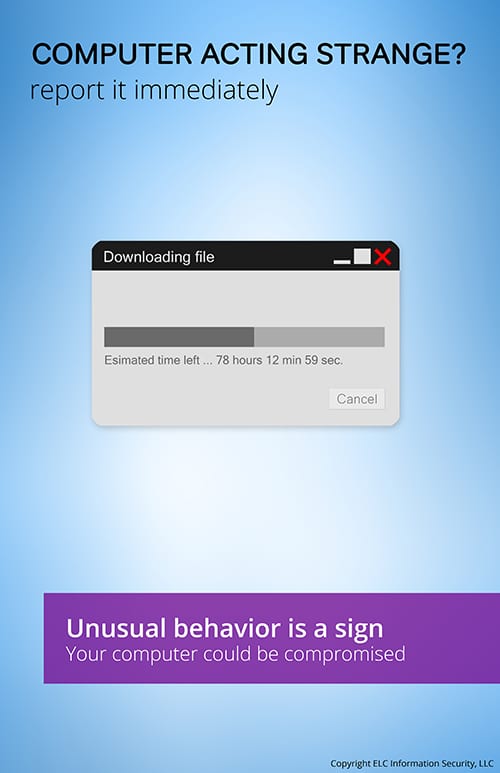 COMPUTER ACTING STRANGE?
report it immediately
Downloading file
Esimated time left ... 78 hours 12 min 59 sec.
Cancel
Unusual behavior is a sign
Your computer could be compromised
Copyright ELC Information Security, LLC